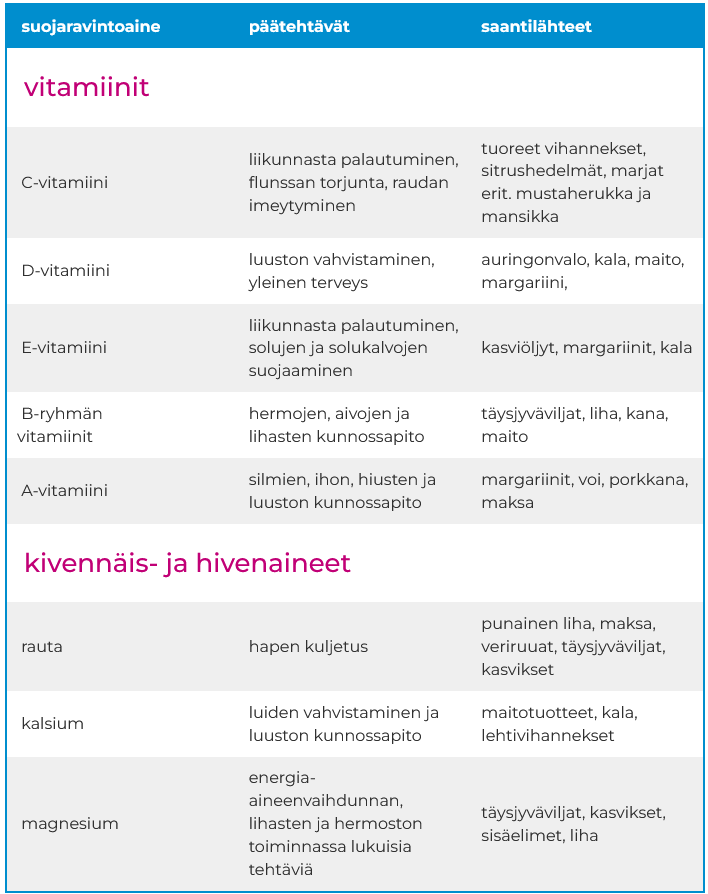 suojaravintoaine päätehtävät saantilähteet
vitamiinit
C-vitamiini
liikunnasta palautuminen,
flunssan torjunta, raudan
imeytyminen
tuoreet vihannekset,
sitrushedelmät, marjat
erit. mustaherukka ja
mansikka
D-vitamiini
luuston vahvistaminen,
yleinen terveys
auringonvalo, kala, maito,
margariini,
E-vitamiini
liikunnasta palautuminen,
solujen ja solukalvojen
suojaaminen
kasviöljyt, margariinit, kala
B-ryhmän
vitamiinit
hermojen, aivojen ja
lihasten kunnossapito
täysjyväviljat, liha, kana,
maito
A-vitamiini
silmien, ihon, hiusten ja
luuston kunnossapito
margariinit, voi, porkkana,
maksa
kivennäis- ja hivenaineet
rauta
hapen kuljetus
punainen liha, maksa,
veriruuat, täysjyväviljat,
kasvikset
kalsium
luiden vahvistaminen ja
luuston kunnossapito
maitotuotteet, kala,
lehtivihannekset
magnesium
energia-
aineenvaihdunnan,
lihasten ja hermoston
toiminnassa lukuisia
tehtäviä
täysjyväviljat, kasvikset,
sisäelimet, liha